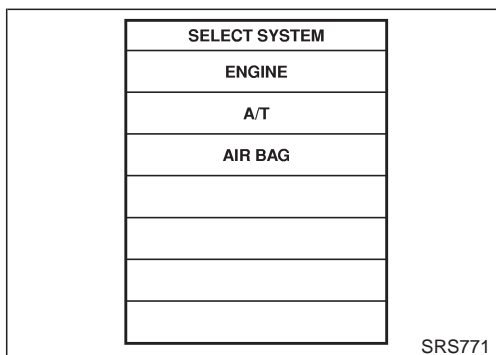 SELECT SYSTEM
ENGINE
A/T
AIR BAG
SRS771